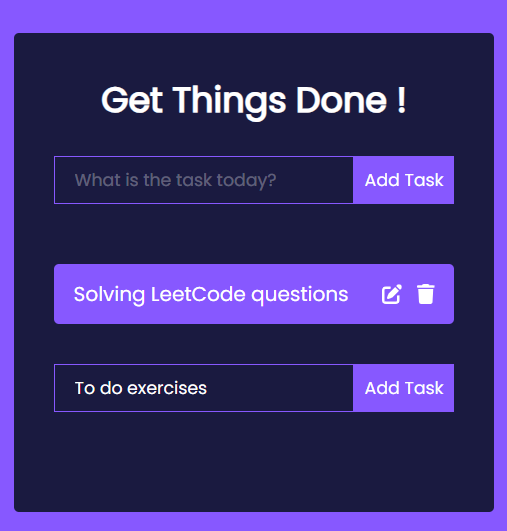 Get Things Done !
What is the task today?
Add Task
Solving LeetCode questions
To do exercises
Add Task